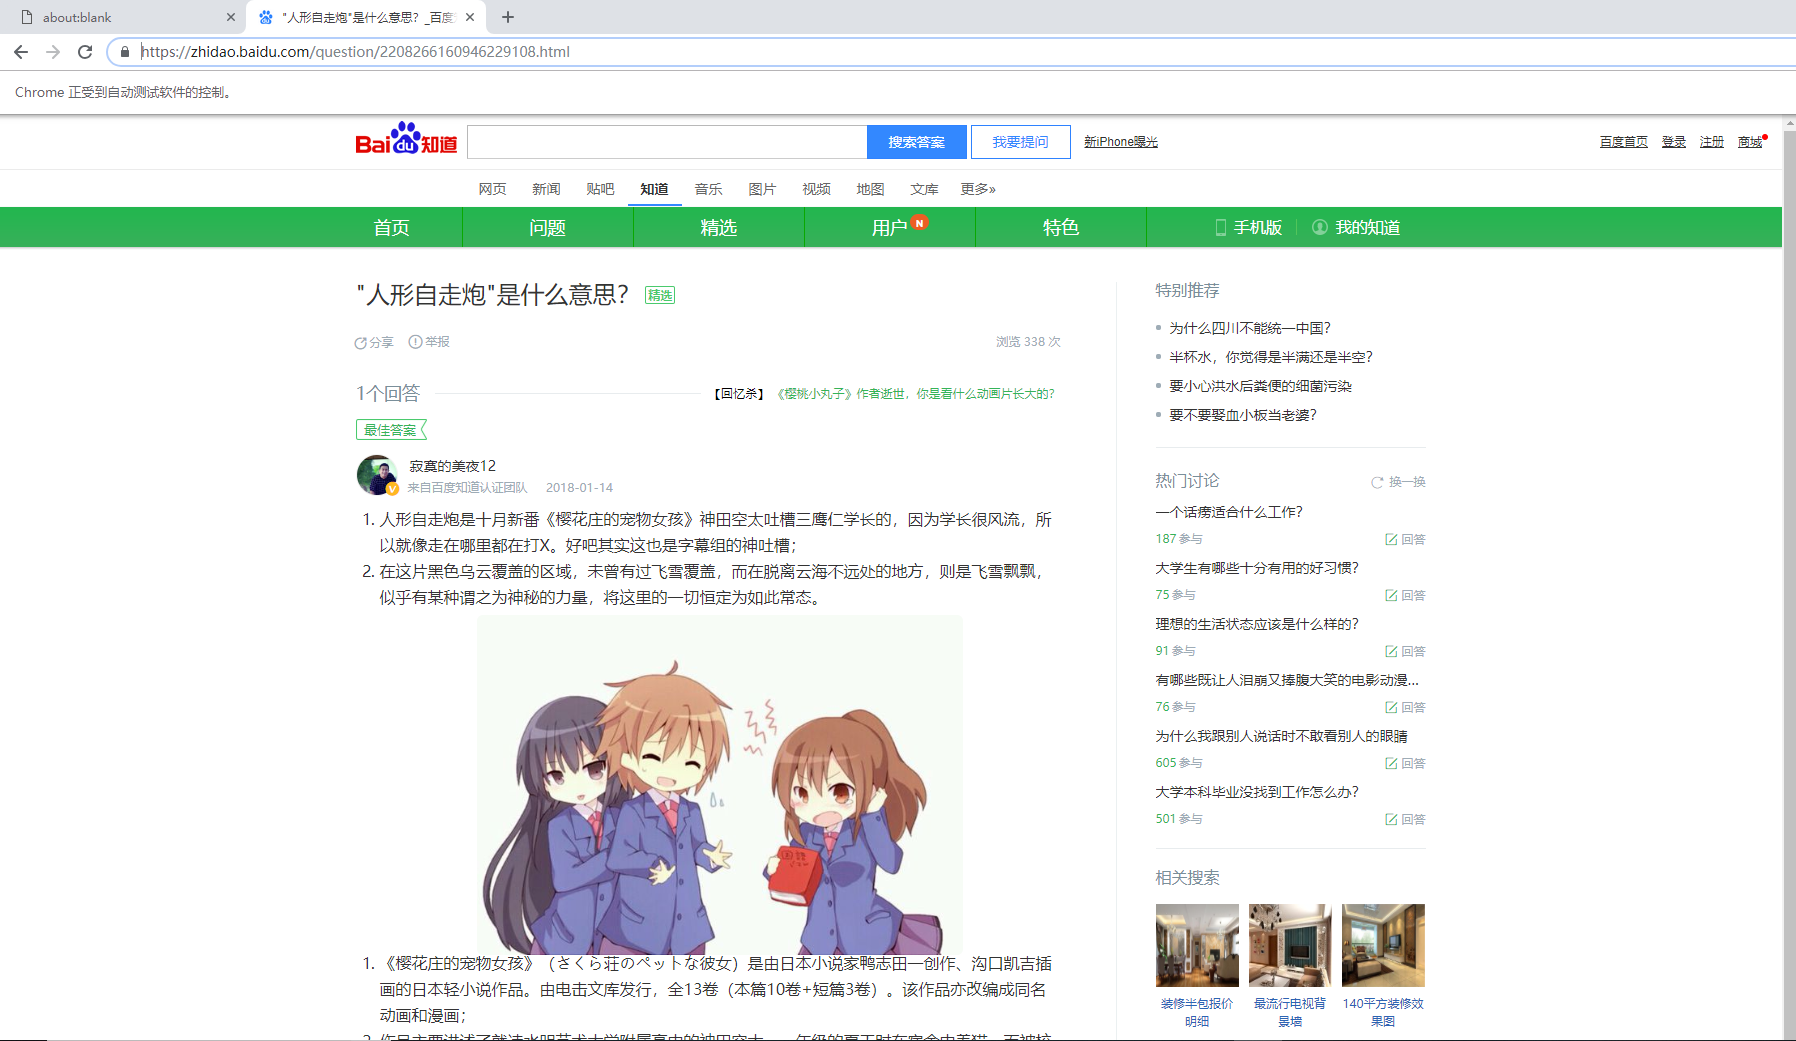 about:blank
"人形自走炮"是什么意思？_百度
https://zhidao.baidu.com/question/2208266160946229108.html
Chrome 正受到自动测试软件的控制。
Bai du 知道
搜索答案
我要提问
新iPhone曝光
百度首页 登录 注册 商城
网页 新闻 贴吧 知道 音乐 图片 视频 地图 文库 更多»
首页 问题 精选 用户 N 特色 手机版 我的知道
"人形自走炮"是什么意思？ 精选
分享 举报 浏览 338 次
1个回答 【回忆杀】 《樱桃小丸子》作者逝世，你是看什么动画片长大的？
最佳答案
寂寞的美夜12
来自百度知道认证团队 2018-01-14
1. 人形自走炮是十月新番《樱花庄的宠物女孩》神田空太吐槽三鹰仁学长的，因为学长很风流，所
以就像走在哪里都在打X。好吧其实这也是字幕组的神吐槽；
2. 在这片黑色乌云覆盖的区域，未曾有过飞雪覆盖，而在脱离云海不远处的地方，则是飞雪飘飘，
似乎有某种谓之为神秘的力量，将这里的一切恒定为如此常态。
1. 《樱花庄的宠物女孩》（さくら荘のペットな彼女）是由日本小说家鸭志田一创作、沟口凯吉插
画的日本轻小说作品。由电击文库发行，全13卷（本篇10卷+短篇3卷）。该作品亦改编成同名
动画和漫画；
特别推荐
为什么四川不能统一中国？
半杯水，你觉得是半满还是半空？
要小心洪水后粪便的细菌污染
要不要娶血小板当老婆？
热门讨论 换一换
一个话痨适合什么工作？
187 参与 回答
大学生有哪些十分有用的好习惯？
75 参与 回答
理想的生活状态应该是什么样的？
91 参与 回答
有哪些既让人泪崩又捧腹大笑的电影动漫...
76 参与 回答
为什么我跟别人说话时不敢看别人的眼睛
605 参与 回答
大学本科毕业没找到工作怎么办？
501 参与 回答
相关搜索
装修半包报价
明细
最流行电视背
景墙
140平方装修效
果图